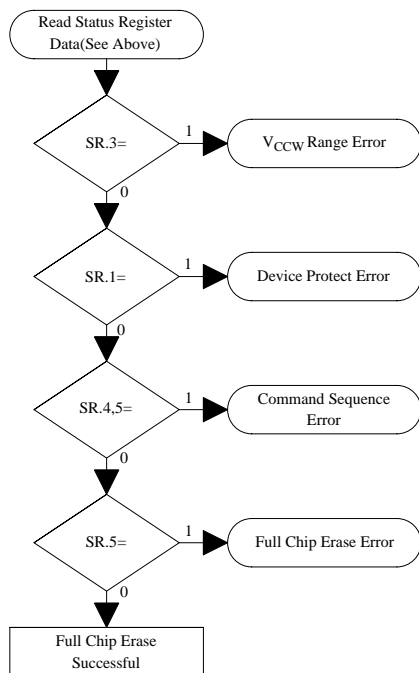 Read Status Register
Data(See Above)
SR.3=
1
VCCW Range Error
0
SR.1=
1
Device Protect Error
0
SR.4,5=
1
Command Sequence
Error
0
SR.5=
1
Full Chip Erase Error
0
Full Chip Erase
Successful